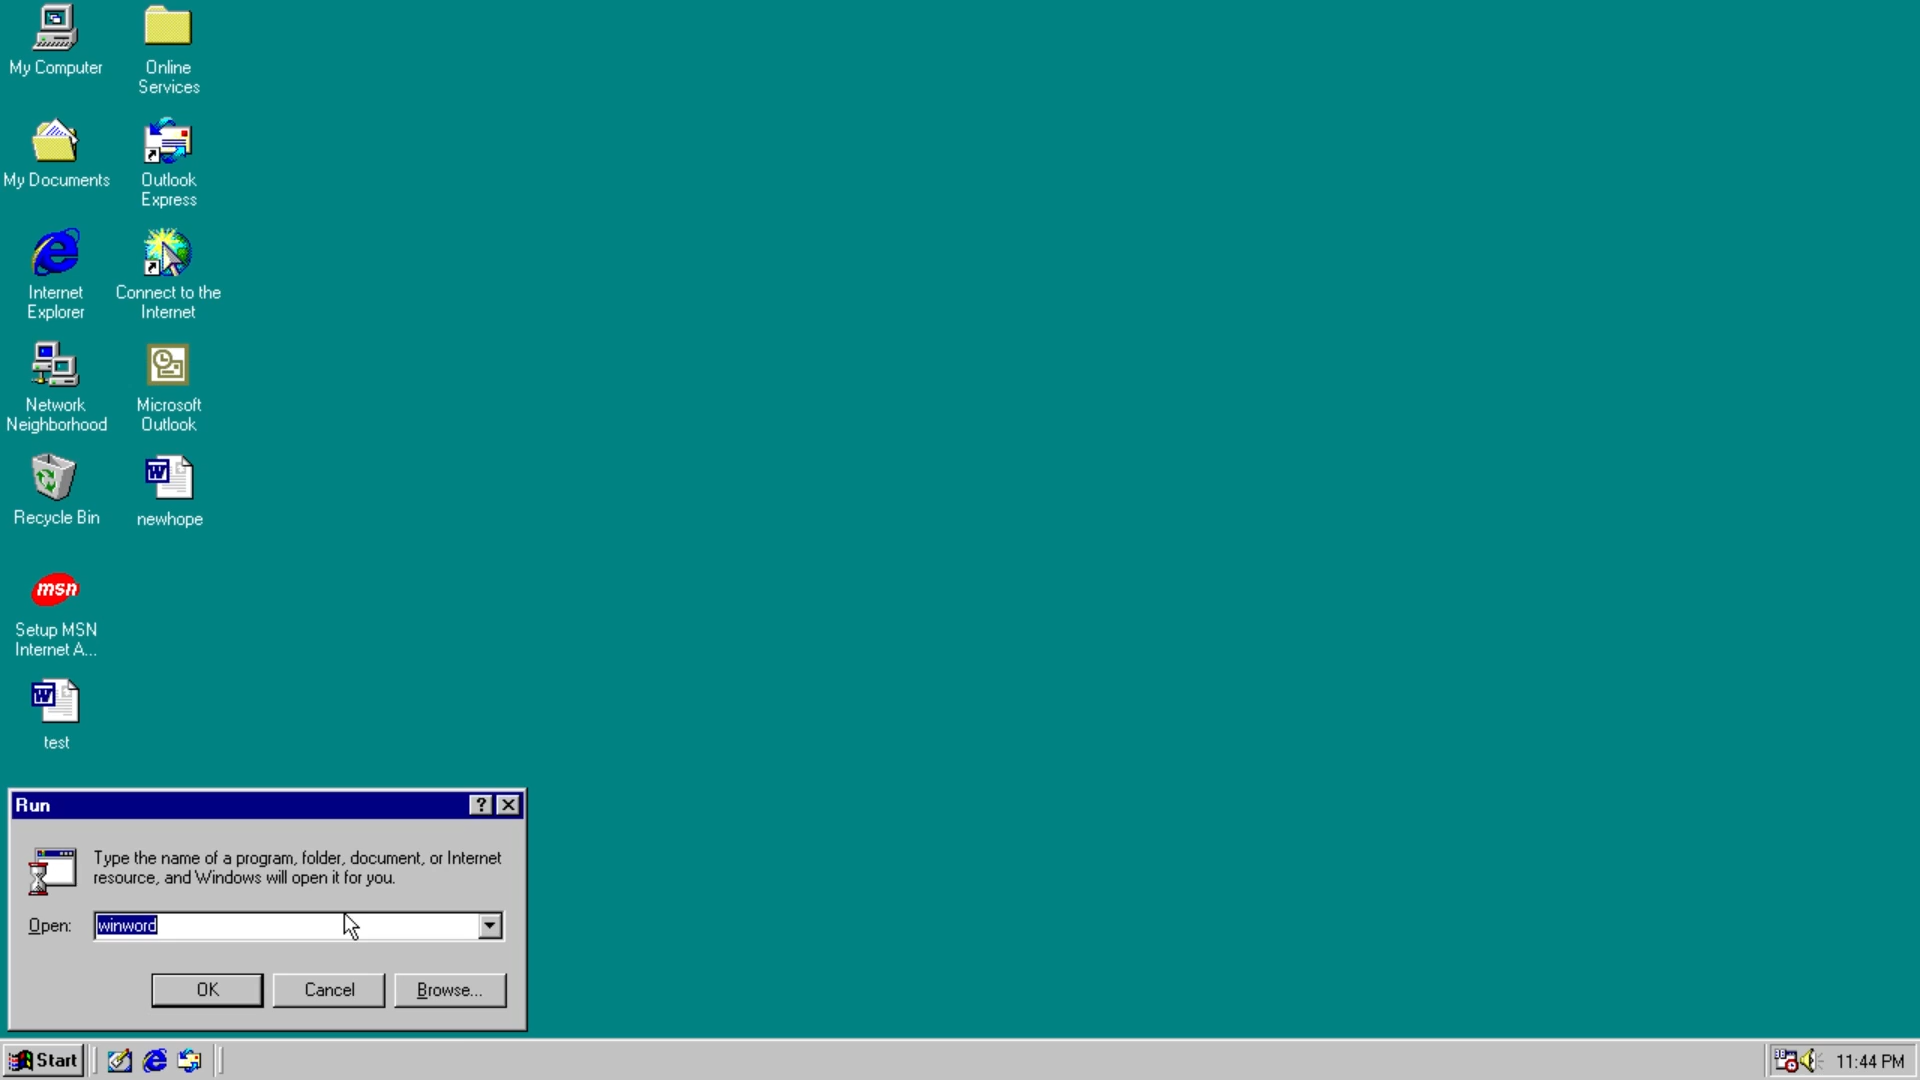 My Computer
Online
Services
My Documents
Outlook
Express
Internet
Explorer
Connect to the
Internet
Network
Neighborhood
Microsoft
Outlook
Recycle Bin
newhope
msn
Setup MSN
Internet A...
test
Run
Type the name of a program, folder, document, or Internet
resource, and Windows will open it for you.
Open: winword
OK Cancel Browse...
Start 11:44 PM